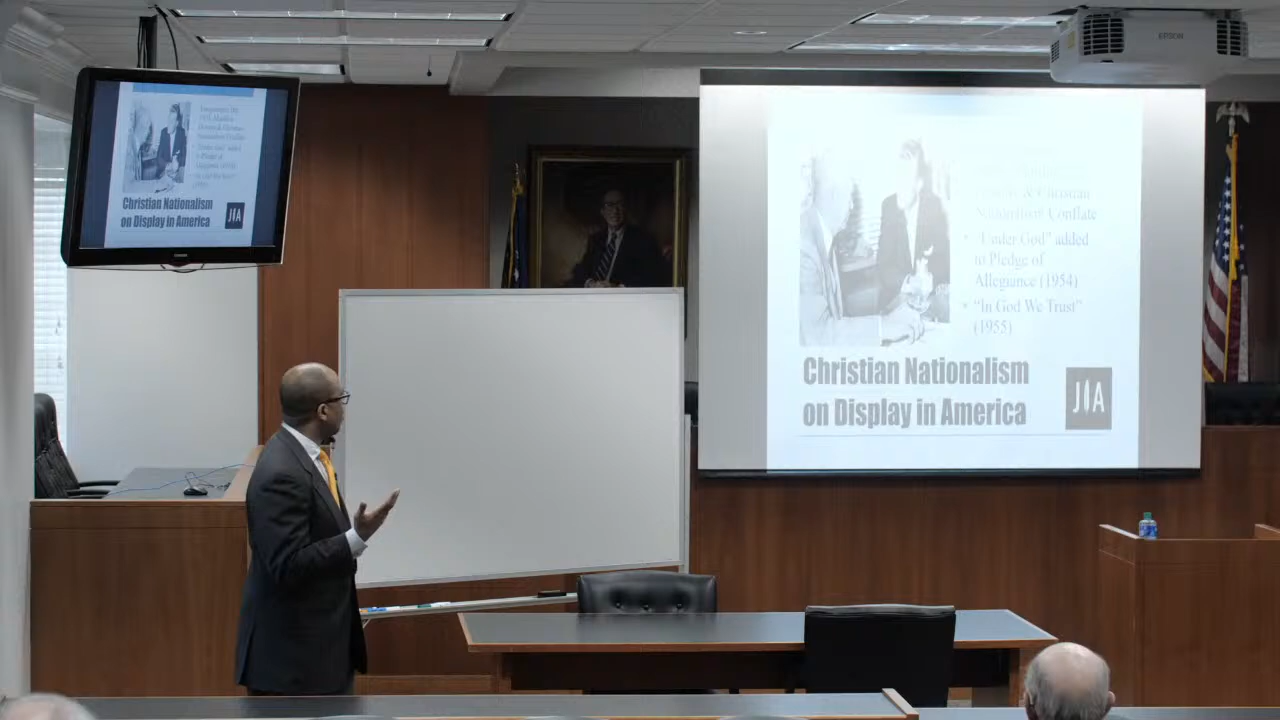 EPSON
Christian Nationalism
on Display in America
JIA
& Christian
Nationalism Conflate
• "Under God" added
to Pledge of
Allegiance (1954)
• "In God We Trust"
(1955)
Christian Nationalism
on Display in America
JIA